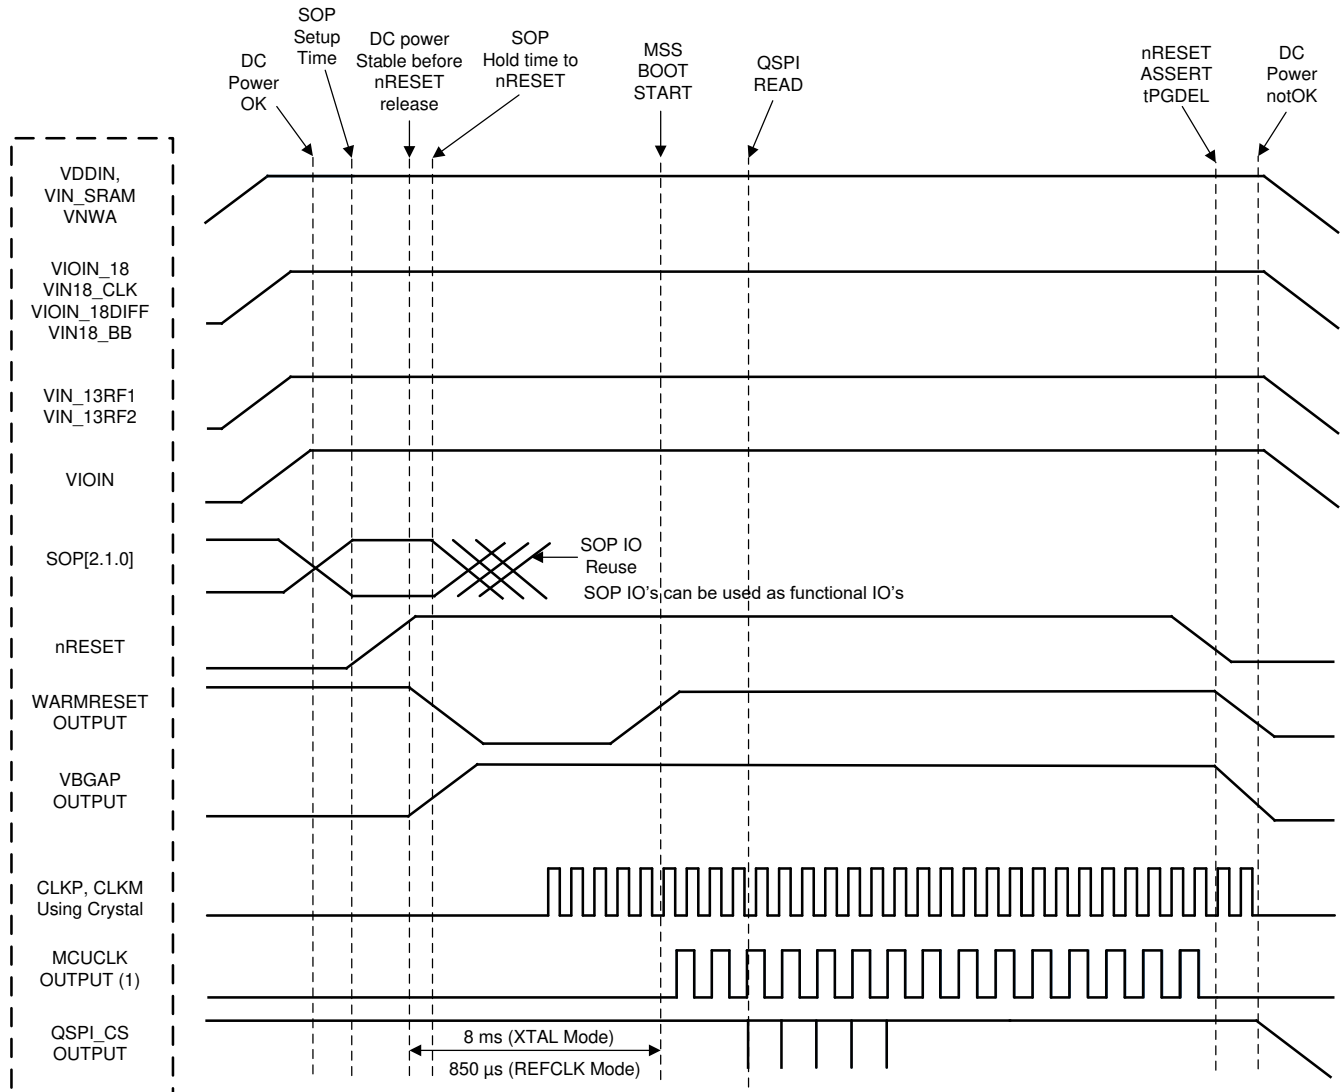 SOP
Setup
Time
DC
Power
OK
DC power
Stable before
nRESET
release
SOP
Hold time to
nRESET
MSS
BOOT
START
QSPI
READ
nRESET
ASSERT
tPGDEL
DC
Power
notOK
VDDIN,
VIN_SRAM
VNWA
VIOIN_18
VIN18_CLK
VIOIN_18DIFF
VIN18_BB
VIN_13RF1
VIN_13RF2
VIOIN
SOP[2.1.0]
SOP IO
Reuse
SOP IO's can be used as functional IO's
nRESET
WARMRESET
OUTPUT
VBGAP
OUTPUT
CLKP, CLKM
Using Crystal
MCUCLK
OUTPUT (1)
QSPI_CS
OUTPUT
8 ms (XTAL Mode)
850 µs (REFCLK Mode)